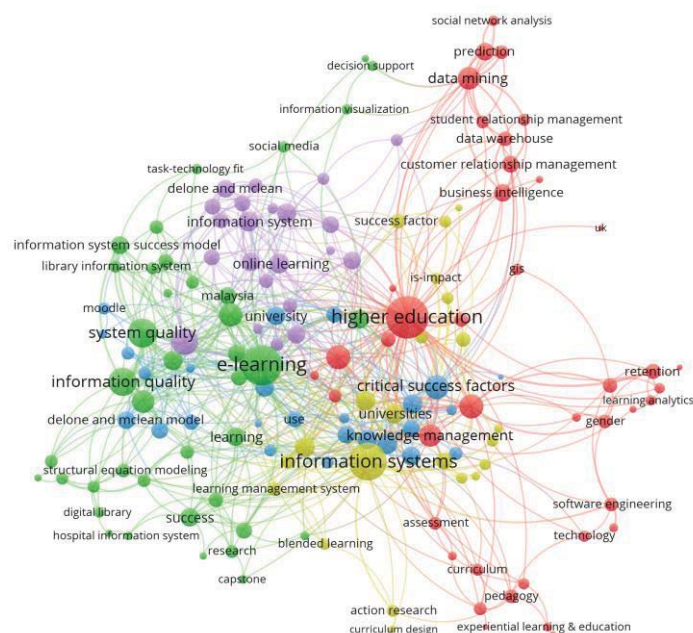 social network analysis
prediction
data mining
decision support
information visualization
student relationship management
data warehouse
social media
customer relationship management
task-technology fit
delone and mclean
business intelligence
information system
success factor
uk
information system success model
online learning
library information system
is-impact
gis
malaysia
moodle
university
higher education
system quality
e-learning
retention
information quality
critical success factors
learning analytics
delone and mclean model
use
universities
gender
learning
knowledge management
structural equation modeling
information systems
learning management system
software engineering
digital library
success
assessment
hospital information system
technology
research
blended learning
capstone
curriculum
pedagogy
action research
curriculum design
experiential learning & education